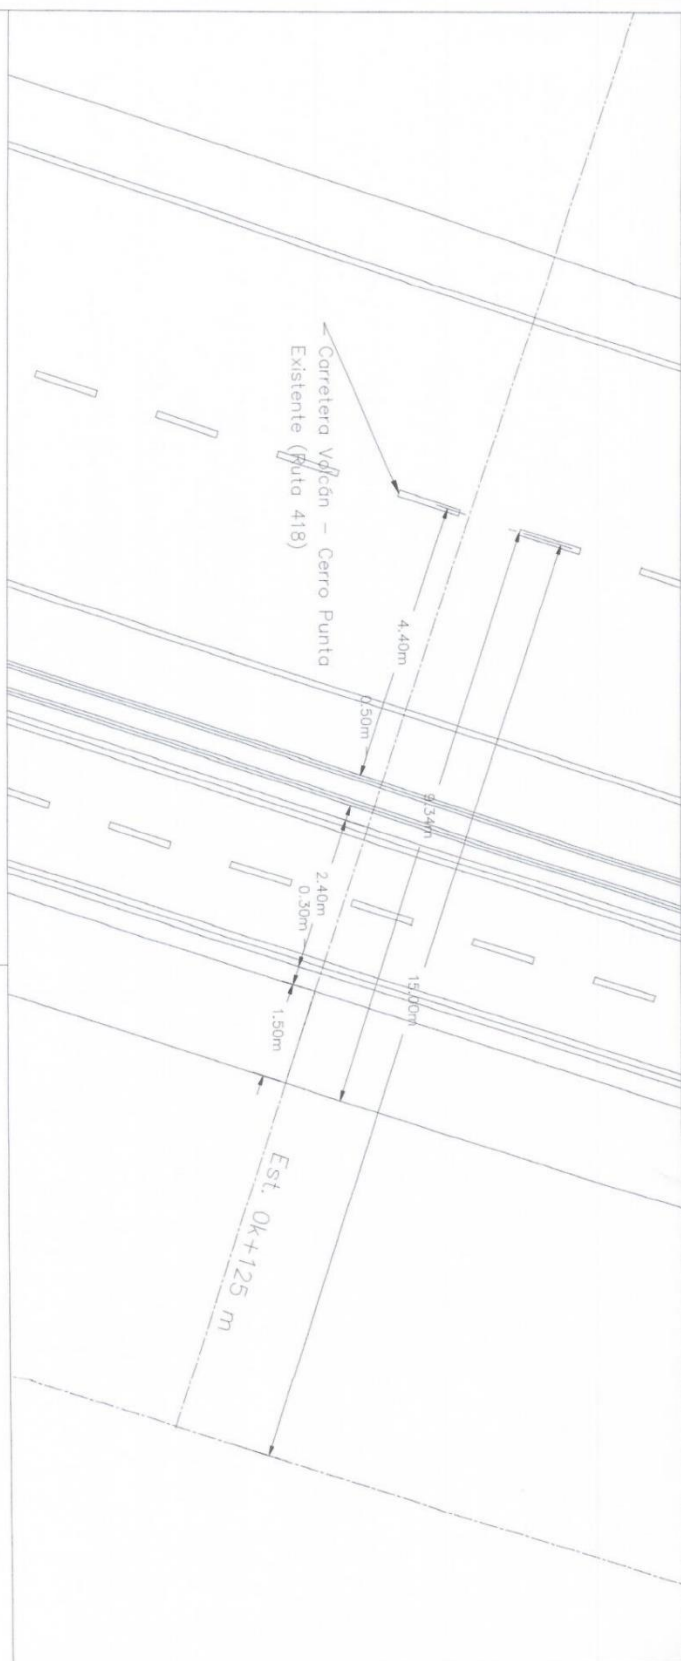 Carretera Volcán – Cerro Punta
Existente (Ruta 418)
4.40m
0.50m
9.34m
2.40m
0.30m
15.00m
1.50m
Est. 0k+125 m